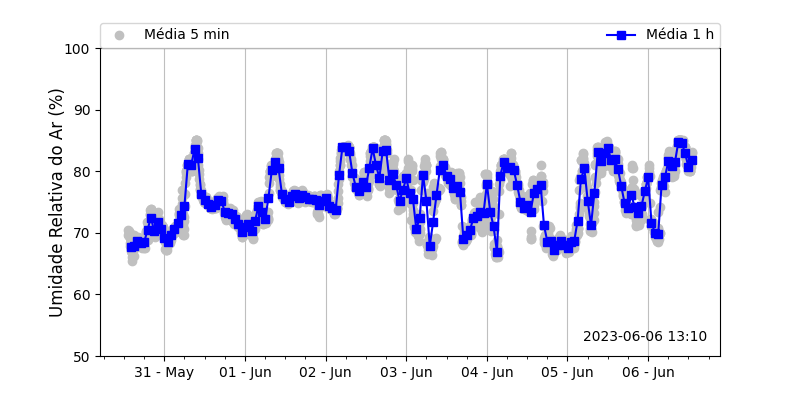 Média 5 min
Média 1 h
Umidade Relativa do Ar (%)
100
90
80
70
60
50
2023-06-06 13:10
31 - May
01 - Jun
02 - Jun
03 - Jun
04 - Jun
05 - Jun
06 - Jun